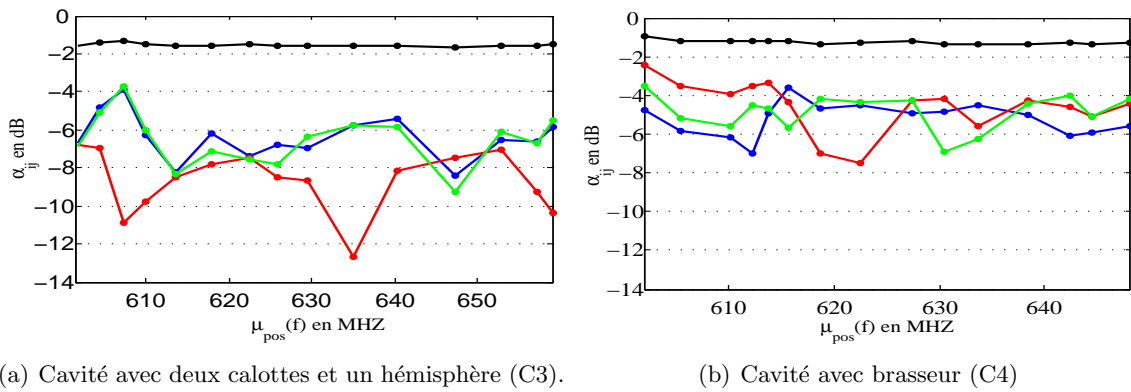 0
−2
−4
−6
−8
−10
−12
−14
α_ij en dB
610 620 630 640 650
μ_pos(f) en MHZ
0
−2
−4
−6
−8
−10
−12
−14
α_ij en dB
610 620 630 640
μ_pos(f) en MHZ
(a) Cavité avec deux calottes et un hémisphère (C3).
(b) Cavité avec brasseur (C4)